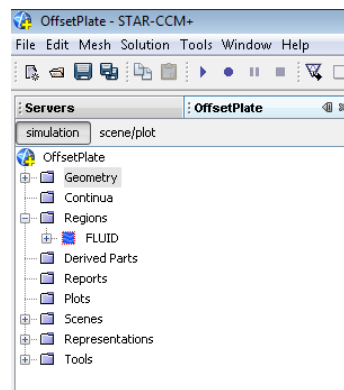 OffsetPlate - STAR-CCM+
File Edit Mesh Solution Tools Window Help
Servers OffsetPlate
simulation scene/plot
OffsetPlate
Geometry
Continua
Regions
FLUID
Derived Parts
Reports
Plots
Scenes
Representations
Tools